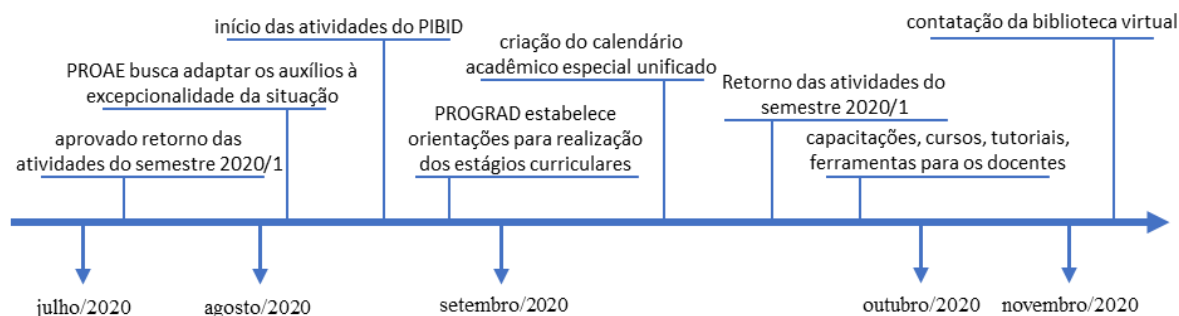 início das atividades do PIBID
contatação da biblioteca virtual
criação do calendário
acadêmico especial unificado
PROAE busca adaptar os auxílios à
excepcionalidade da situação
Retorno das atividades do
semestre 2020/1
PROGRAD estabelece
orientações para realização
dos estágios curriculares
aprovado retorno das
atividades do semestre 2020/1
capacitações, cursos, tutoriais,
ferramentas para os docentes
julho/2020
agosto/2020
setembro/2020
outubro/2020
novembro/2020